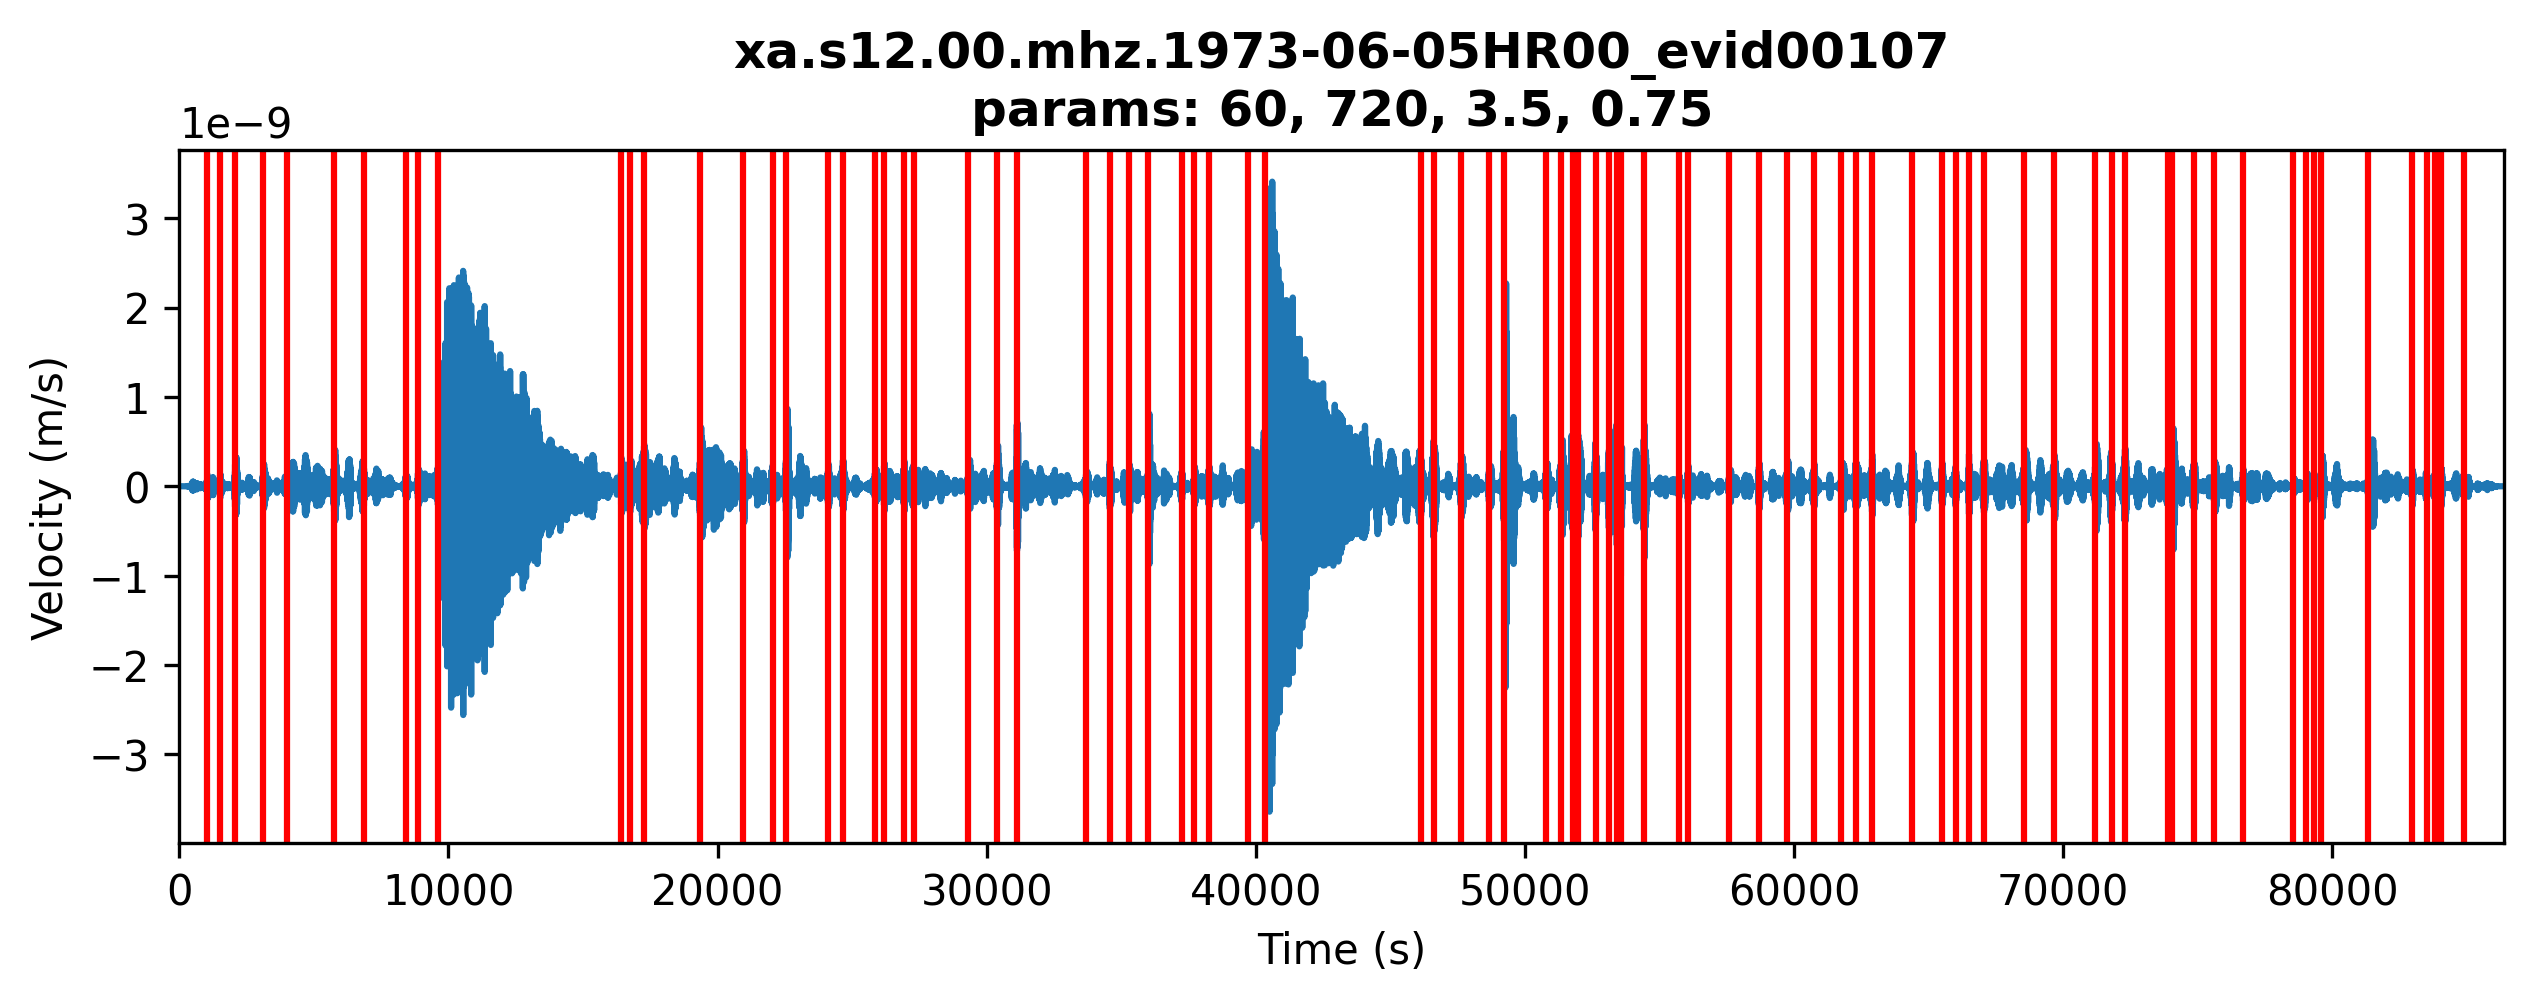 xa.s12.00.mhz.1973-06-05HR00_evid00107
params: 60, 720, 3.5, 0.75
1e−9
3
2
1
0
−1
−2
−3
Velocity (m/s)
0 10000 20000 30000 40000 50000 60000 70000 80000
Time (s)